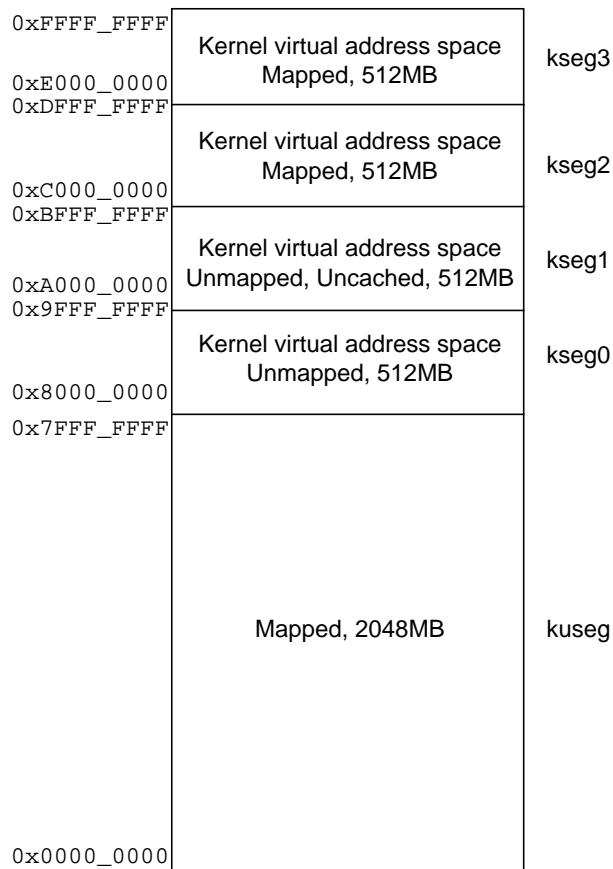 0xFFFF_FFFF
Kernel virtual address space
Mapped, 512MB
kseg3
0xE000_0000
0xDFFF_FFFF
Kernel virtual address space
Mapped, 512MB
kseg2
0xC000_0000
0xBFFF_FFFF
Kernel virtual address space
Unmapped, Uncached, 512MB
kseg1
0xA000_0000
0x9FFF_FFFF
Kernel virtual address space
Unmapped, 512MB
kseg0
0x8000_0000
0x7FFF_FFFF
Mapped, 2048MB
kuseg
0x0000_0000